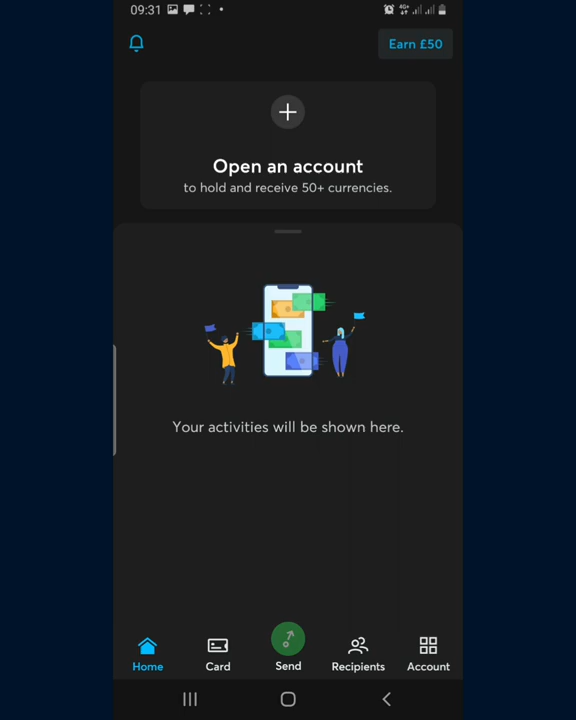 09:31
4G+
Earn £50
Open an account
to hold and receive 50+ currencies.
Your activities will be shown here.
Home
Card
Send
Recipients
Account